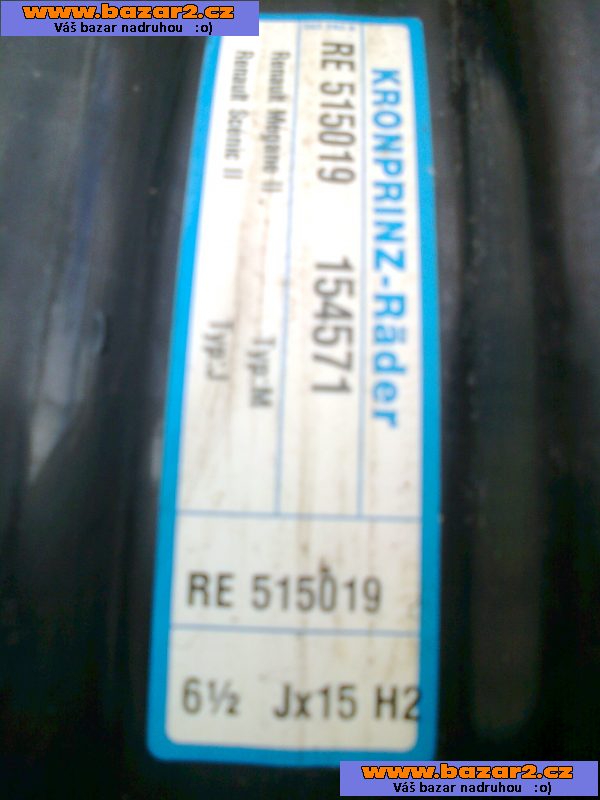 www.bazar2.cz
Váš bazar nadruhou :o)
KRONPRINZ-Räder
RE 515019 154571
Renault Megane II Typ:M
Renault Scenic II Typ:J
RE 515019
6½ Jx15 H2
www.bazar2.cz
Váš bazar nadruhou :o)